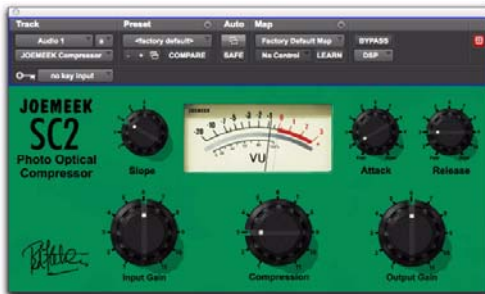 Track Preset Auto Map
Audio 1 a <factory default> Factory Default Map BYPASS
JOEMEEK Compressor - + COMPARE SAFE No Control LEARN DSP
no key input
JOEMEEK
SC2
Photo Optical
Compressor
Slope
JOEMEEK
VU
Attack
Release
Input Gain
Compression
Output Gain